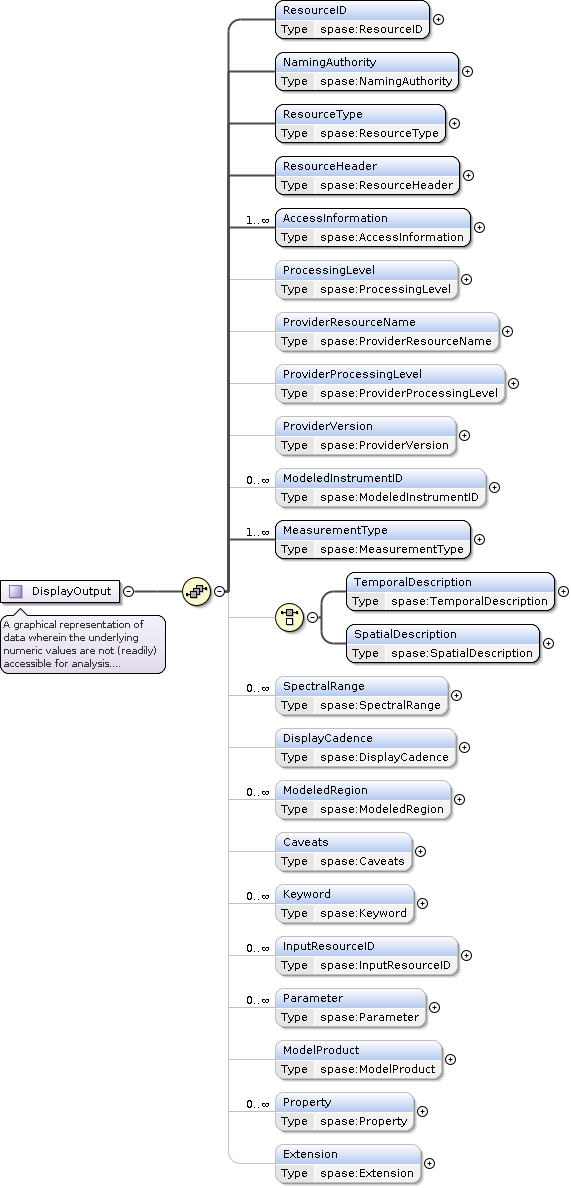 ResourceID
Type spase:ResourceID
NamingAuthority
Type spase:NamingAuthority
ResourceType
Type spase:ResourceType
ResourceHeader
Type spase:ResourceHeader
1..∞
AccessInformation
Type spase:AccessInformation
ProcessingLevel
Type spase:ProcessingLevel
ProviderResourceName
Type spase:ProviderResourceName
ProviderProcessingLevel
Type spase:ProviderProcessingLevel
ProviderVersion
Type spase:ProviderVersion
0..∞
ModeledInstrumentID
Type spase:ModeledInstrumentID
1..∞
MeasurementType
Type spase:MeasurementType
DisplayOutput
A graphical representation of
data wherein the underlying
numeric values are not (readily)
accessible for analysis....
TemporalDescription
Type spase:TemporalDescription
SpatialDescription
Type spase:SpatialDescription
0..∞
SpectralRange
Type spase:SpectralRange
DisplayCadence
Type spase:DisplayCadence
0..∞
ModeledRegion
Type spase:ModeledRegion
Caveats
Type spase:Caveats
0..∞
Keyword
Type spase:Keyword
0..∞
InputResourceID
Type spase:InputResourceID
0..∞
Parameter
Type spase:Parameter
ModelProduct
Type spase:ModelProduct
0..∞
Property
Type spase:Property
Extension
Type spase:Extension